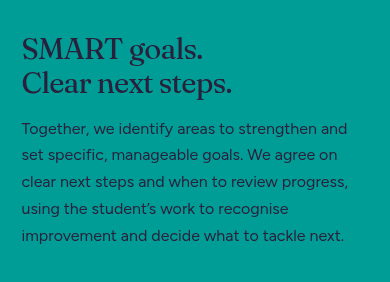 SMART goals.
Clear next steps.
Together, we identify areas to strengthen and
set specific, manageable goals. We agree on
clear next steps and when to review progress,
using the student’s work to recognise
improvement and decide what to tackle next.